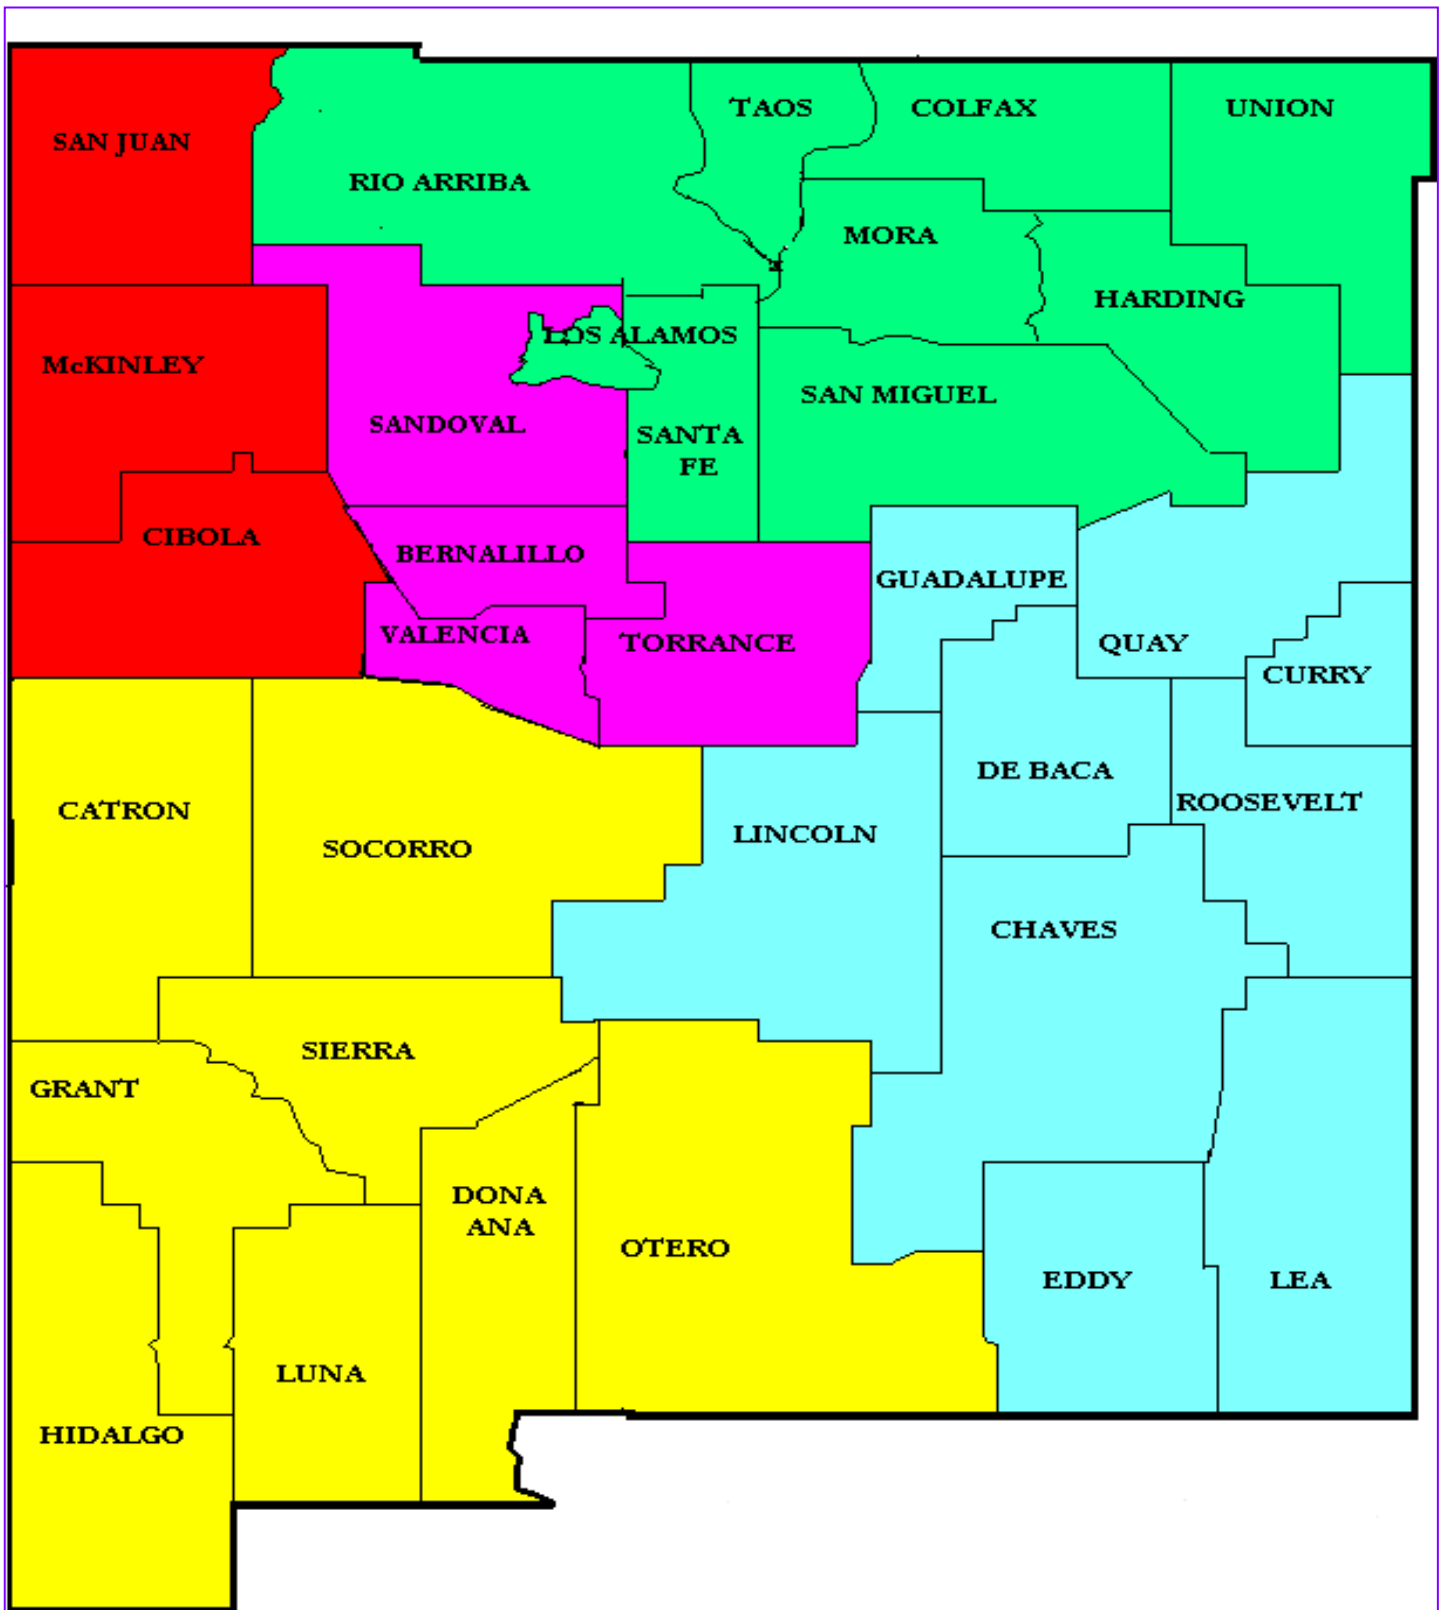 TAOS
COLFAX
UNION
SAN JUAN
RIO ARRIBA
MORA
HARDING
LOS ALAMOS
McKINLEY
SAN MIGUEL
SANDOVAL
SANTA
FE
CIBOLA
BERNALILLO
GUADALUPE
VALENCIA
TORRANCE
QUAY
CURRY
DE BACA
ROOSEVELT
CATRON
LINCOLN
SOCORRO
CHAVES
SIERRA
GRANT
DONA
ANA
OTERO
EDDY
LEA
LUNA
HIDALGO